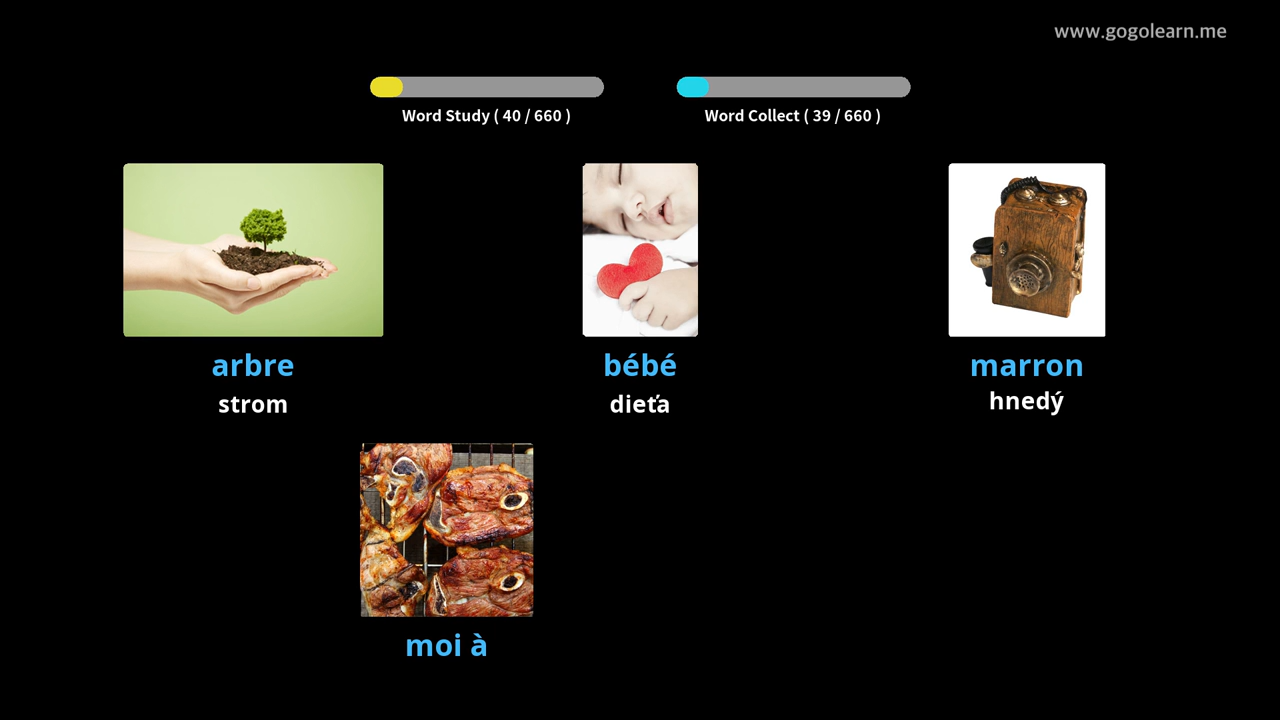 www.gogolearn.me
Word Study ( 40 / 660 )
Word Collect ( 39 / 660 )
arbre
bébé
marron
strom
dieťa
hnedý
moi à